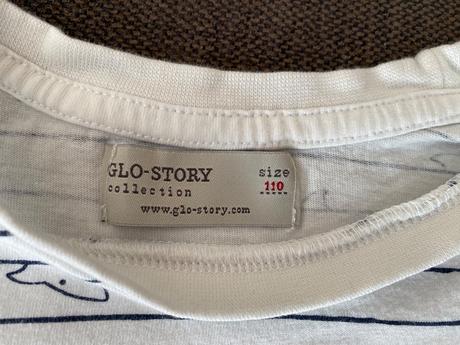 GLO-STORY size
collection 110
www.glo-story.com